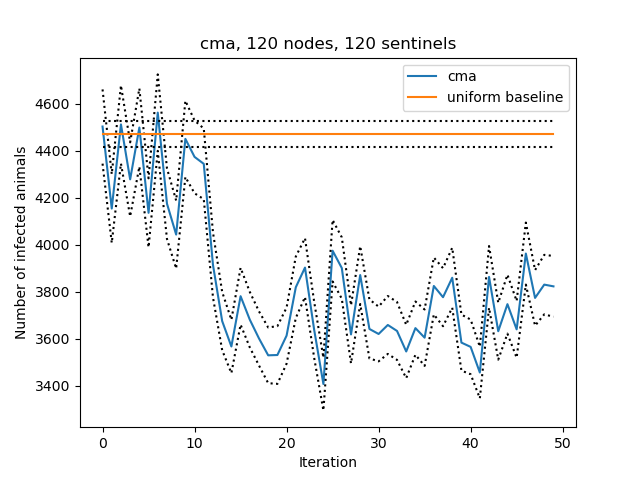 cma, 120 nodes, 120 sentinels
cma
uniform baseline
Number of infected animals
4600
4400
4200
4000
3800
3600
3400
0 10 20 30 40 50
Iteration